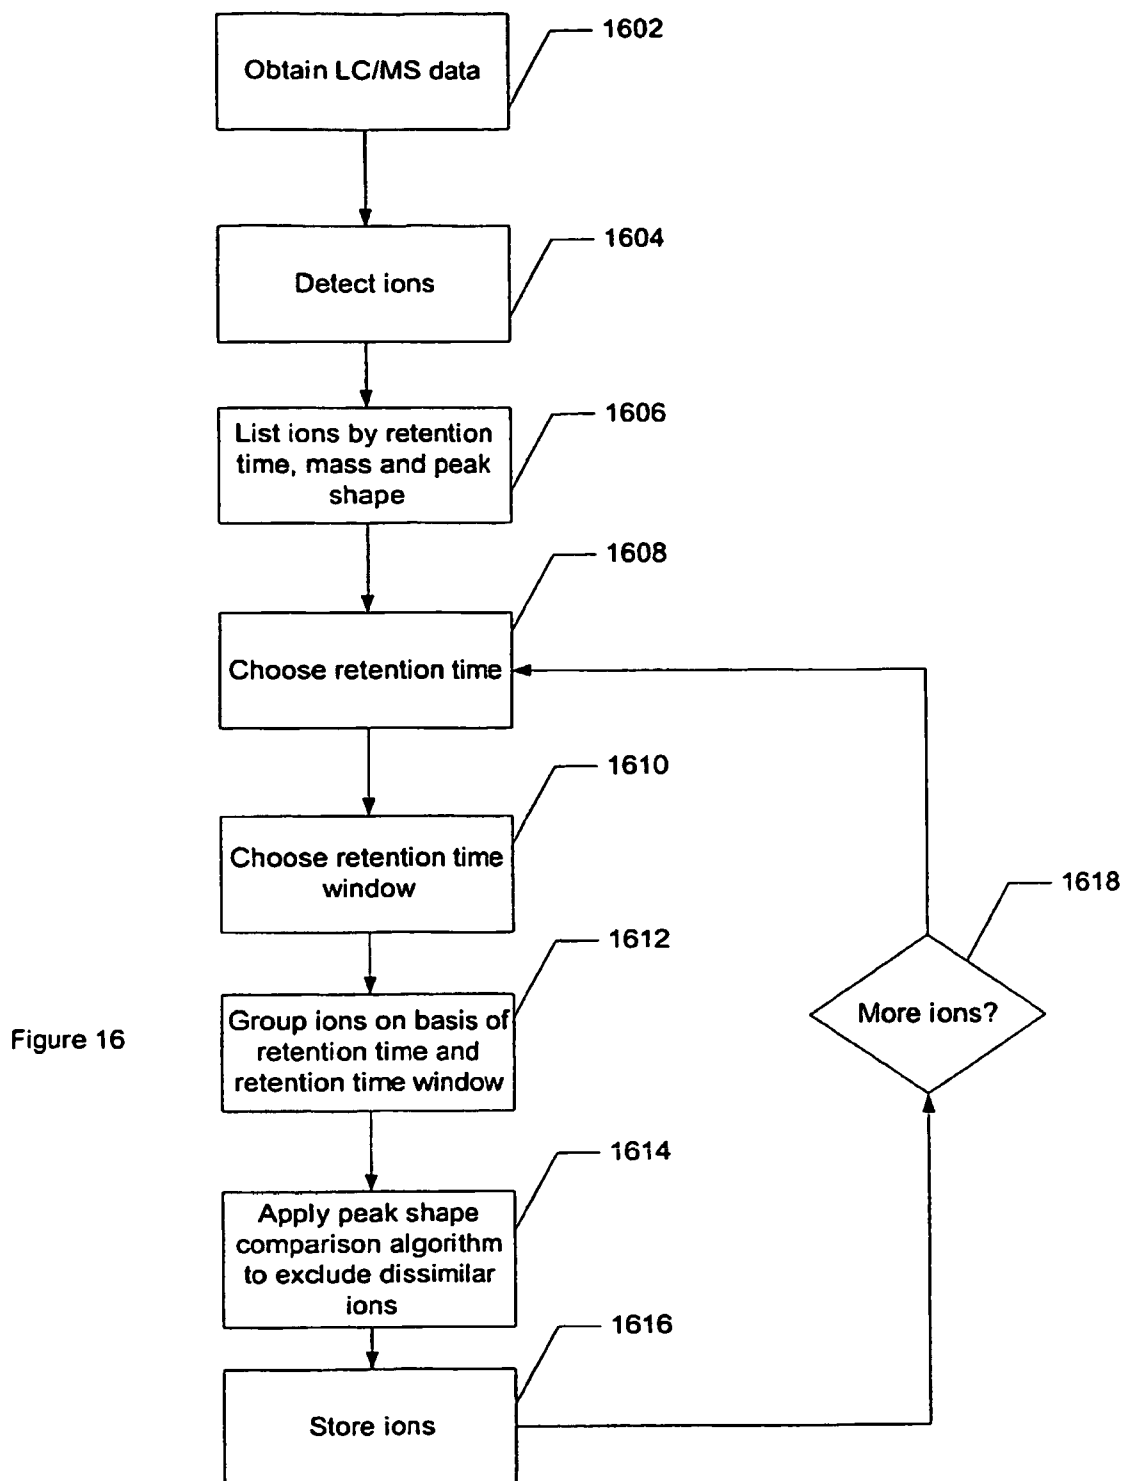 1602
Obtain LC/MS data
1604
Detect ions
1606
List ions by retention
time, mass and peak
shape
1608
Choose retention time
1610
Choose retention time
window
1618
1612
More ions?
Group ions on basis of
retention time and
retention time window
Figure 16
1614
Apply peak shape
comparison algorithm
to exclude dissimilar
ions
1616
Store ions